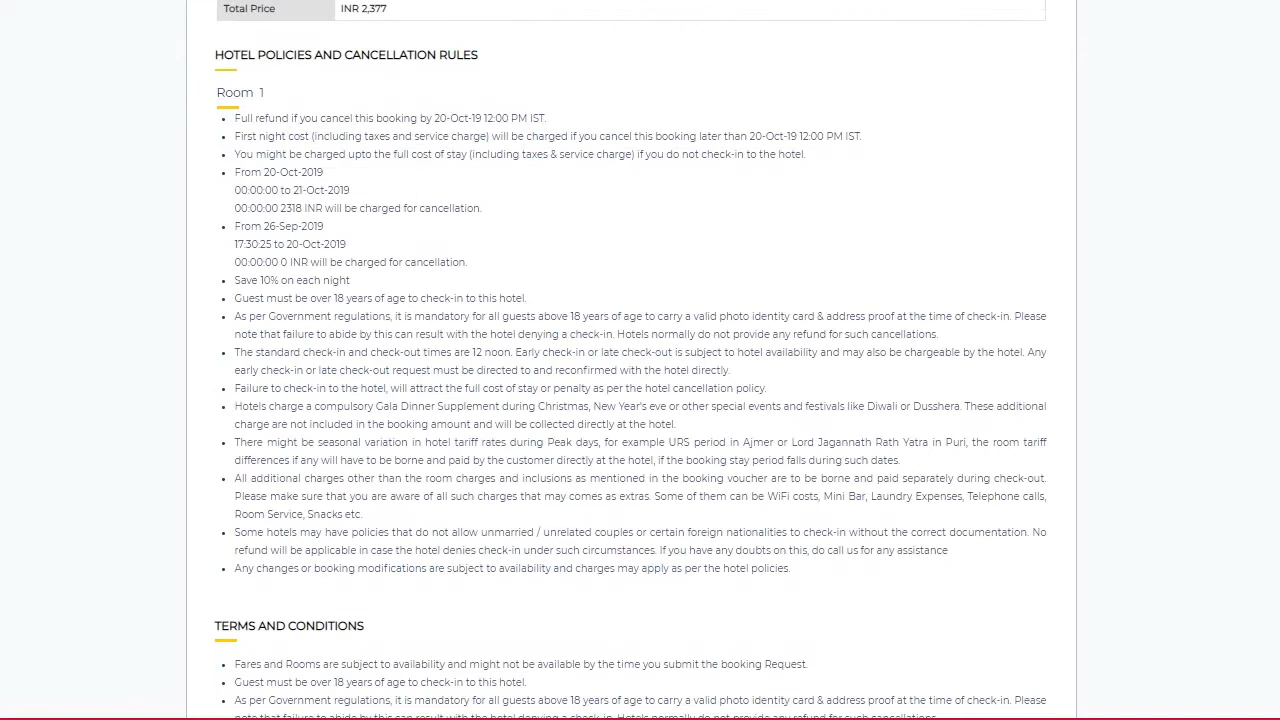 Total Price INR 2,377
HOTEL POLICIES AND CANCELLATION RULES
Room 1
Full refund if you cancel this booking by 20-Oct-19 12:00 PM IST.
First night cost (including taxes and service charge) will be charged if you cancel this booking later than 20-Oct-19 12:00 PM IST.
You might be charged upto the full cost of stay (including taxes & service charge) if you do not check-in to the hotel.
From 20-Oct-2019
00:00:00 to 21-Oct-2019
00:00:00 2318 INR will be charged for cancellation.
From 26-Sep-2019
17:30:25 to 20-Oct-2019
00:00:00 0 INR will be charged for cancellation.
Save 10% on each night
Guest must be over 18 years of age to check-in to this hotel.
As per Government regulations, it is mandatory for all guests above 18 years of age to carry a valid photo identity card & address proof at the time of check-in. Please
note that failure to abide by this can result with the hotel denying a check-in. Hotels normally do not provide any refund for such cancellations.
The standard check-in and check-out times are 12 noon. Early check-in or late check-out is subject to hotel availability and may also be chargeable by the hotel. Any
early check-in or late check-out request must be directed to and reconfirmed with the hotel directly.
Failure to check-in to the hotel, will attract the full cost of stay or penalty as per the hotel cancellation policy.
Hotels charge a compulsory Gala Dinner Supplement during Christmas, New Year's eve or other special events and festivals like Diwali or Dusshera. These additional
charge are not included in the booking amount and will be collected directly at the hotel.
There might be seasonal variation in hotel tariff rates during Peak days, for example URS period in Ajmer or Lord Jagannath Rath Yatra in Puri, the room tariff
differences if any will have to be borne and paid by the customer directly at the hotel, if the booking stay period falls during such dates.
All additional charges other than the room charges and inclusions as mentioned in the booking voucher are to be borne and paid separately during check-out.
Please make sure that you are aware of all such charges that may comes as extras. Some of them can be WiFi costs, Mini Bar, Laundry Expenses, Telephone calls,
Room Service, Snacks etc.
Some hotels may have policies that do not allow unmarried / unrelated couples or certain foreign nationalities to check-in without the correct documentation. No
refund will be applicable in case the hotel denies check-in under such circumstances. If you have any doubts on this, do call us for any assistance
Any changes or booking modifications are subject to availability and charges may apply as per the hotel policies.
TERMS AND CONDITIONS
Fares and Rooms are subject to availability and might not be available by the time you submit the booking Request.
Guest must be over 18 years of age to check-in to this hotel.
As per Government regulations, it is mandatory for all guests above 18 years of age to carry a valid photo identity card & address proof at the time of check-in. Please
note that failure to abide by this can result with the hotel denying a check-in. Hotels normally do not provide any refund for such cancellations.